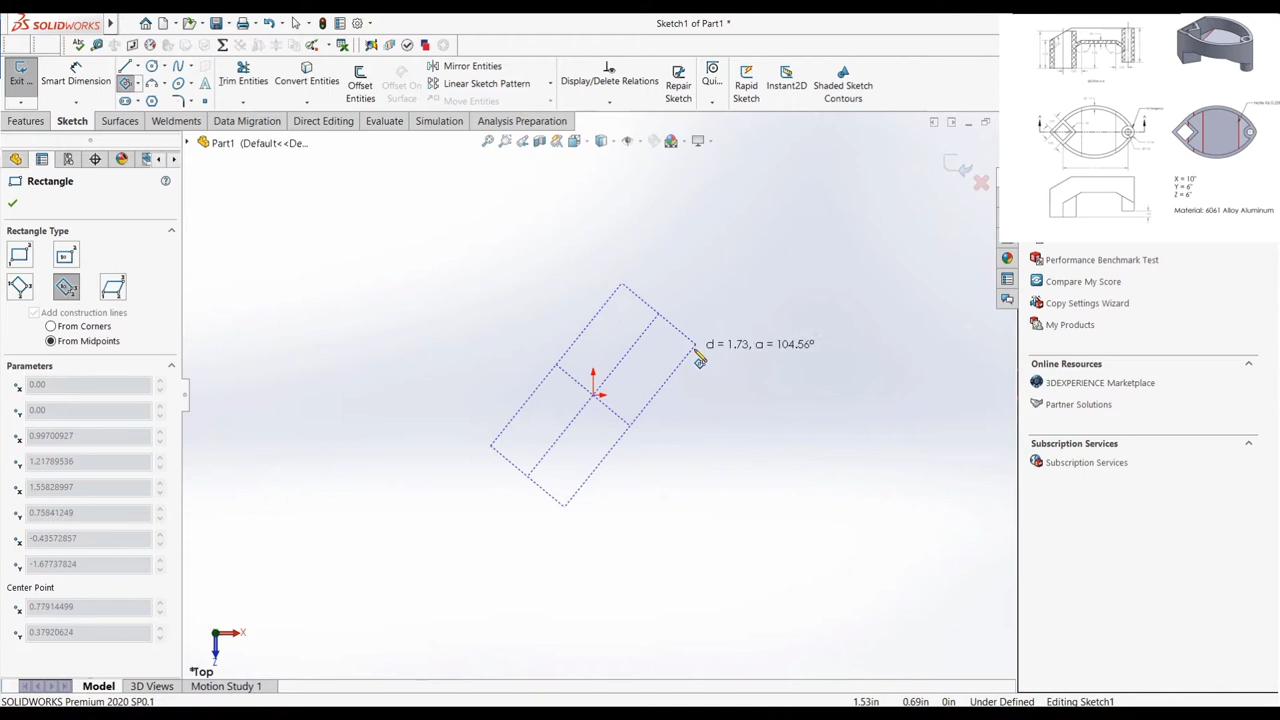 SOLIDWORKS
Sketch1 of Part1 *
Exit ...
Smart Dimension
Trim Entities
Convert Entities
Offset Entities
Offset On Surface
Mirror Entities
Linear Sketch Pattern
Move Entities
Display/Delete Relations
Repair Sketch
Qui...
Rapid Sketch
Instant2D
Shaded Sketch Contours
Features
Sketch
Surfaces
Weldments
Data Migration
Direct Editing
Evaluate
Simulation
MBD Dimensions
Analysis Preparation
Part1 (Default<<De...
Rectangle
Rectangle Type
Add construction lines
From Corners
From Midpoints
Parameters
0.00
0.00
0.99700927
1.21789536
1.55828997
0.75841249
-0.43572857
-1.67737824
Center Point
0.77914499
0.37920624
d = 1.73, a = 104.56°
X = 10"
Y = 6"
Z = 6"
Material: 6061 Alloy Aluminum
Performance Benchmark Test
Compare My Score
Copy Settings Wizard
My Products
Online Resources
3DEXPERIENCE Marketplace
Partner Solutions
Subscription Services
Subscription Services
X
Z
*Top
Model
3D Views
Motion Study 1
SOLIDWORKS Premium 2020 SP0.1
1.53in
0.69in
0in
Under Defined
Editing Sketch1